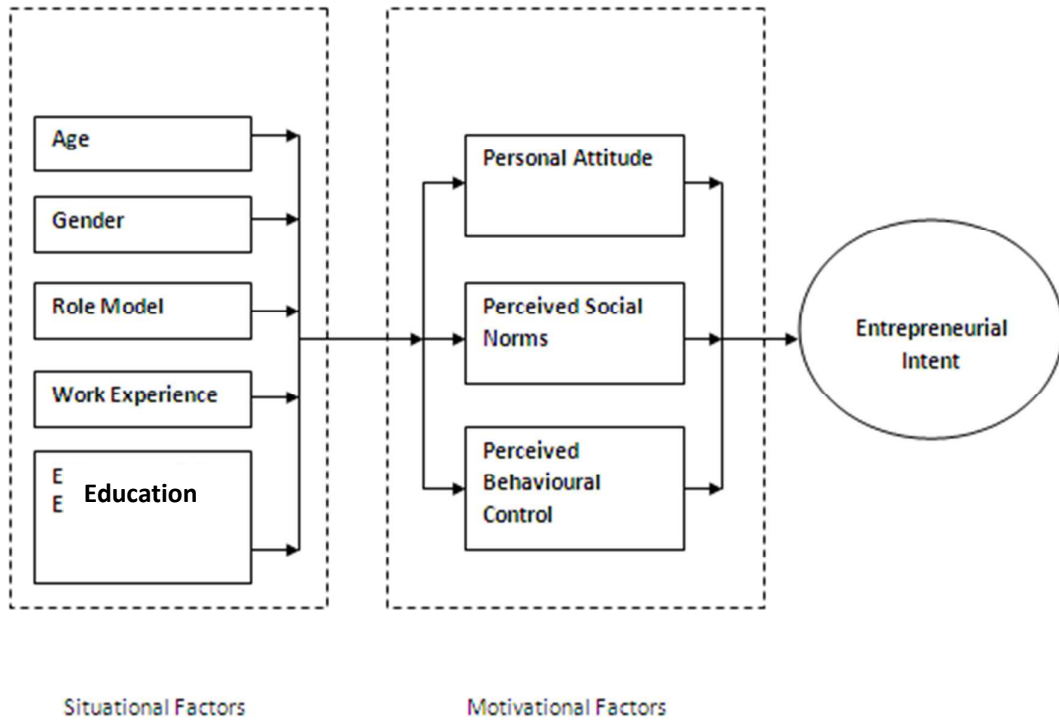 Age
Gender
Role Model
Work Experience
E
E
Education
Personal Attitude
Perceived Social
Norms
Perceived
Behavioural
Control
Entrepreneurial
Intent
Situational Factors
Motivational Factors